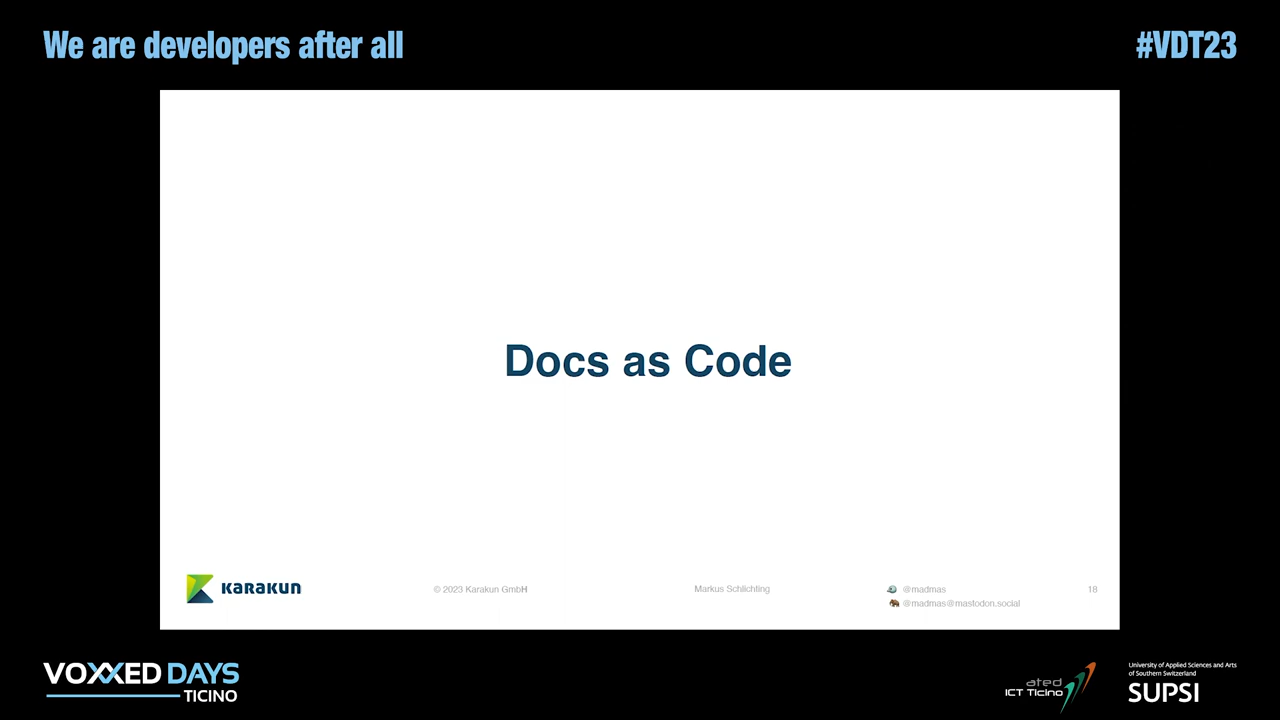 We are developers after all
#VDT23
Docs as Code
KARAKUN
© 2023 Karakun GmbH
Markus Schlichting
@madmas
@madmas@mastodon.social
18
VOXXED DAYS
TICINO
ated
ICT Ticino
University of Applied Sciences and Arts
of Southern Switzerland
SUPSI